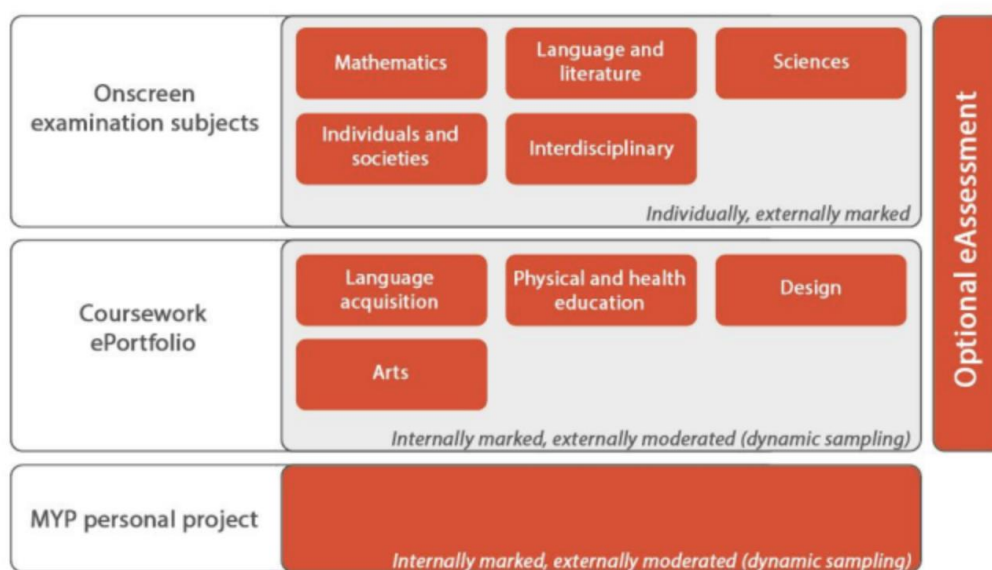 Onscreen
examination subjects
Mathematics
Language and
literature
Sciences
Individuals and
societies
Interdisciplinary
Individually, externally marked
Coursework
ePortfolio
Language
acquisition
Physical and health
education
Design
Arts
Internally marked, externally moderated (dynamic sampling)
MYP personal project
Internally marked, externally moderated (dynamic sampling)
Optional eAssessment